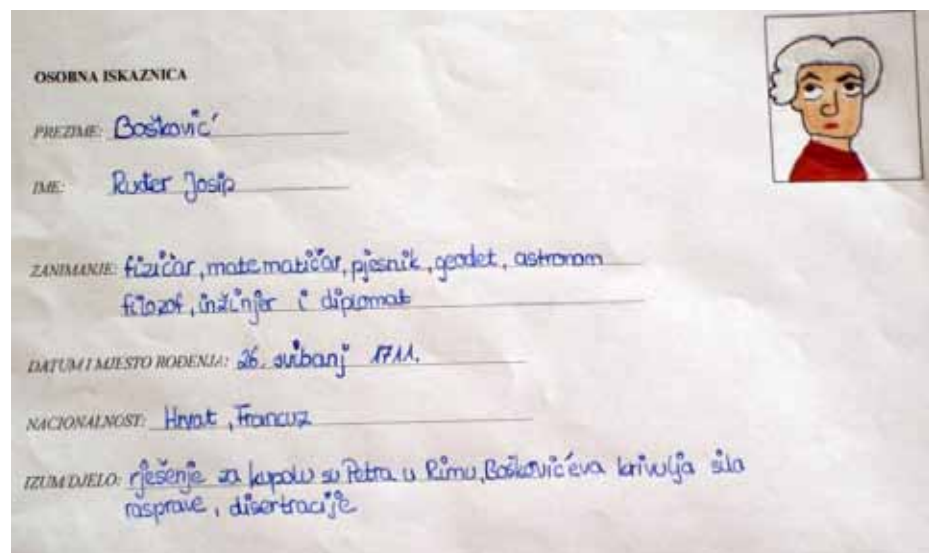 OSOBNA ISKAZNICA
PREZIME: Bošković
IME: Ruđer Josip
ZANIMANJE: fizičar, matematičar, pjesnik, geodet, astronom
filozof, inžinjer i diplomat
DATUM I MJESTO ROĐENJA: 26. svibanj 1711.
NACIONALNOST: Hrvat, Francuz
IZUM/DJELO: rješenje za kupolu sv Petra u Rimu, Boškovićeva krivulja sila
rasprave, disertracije